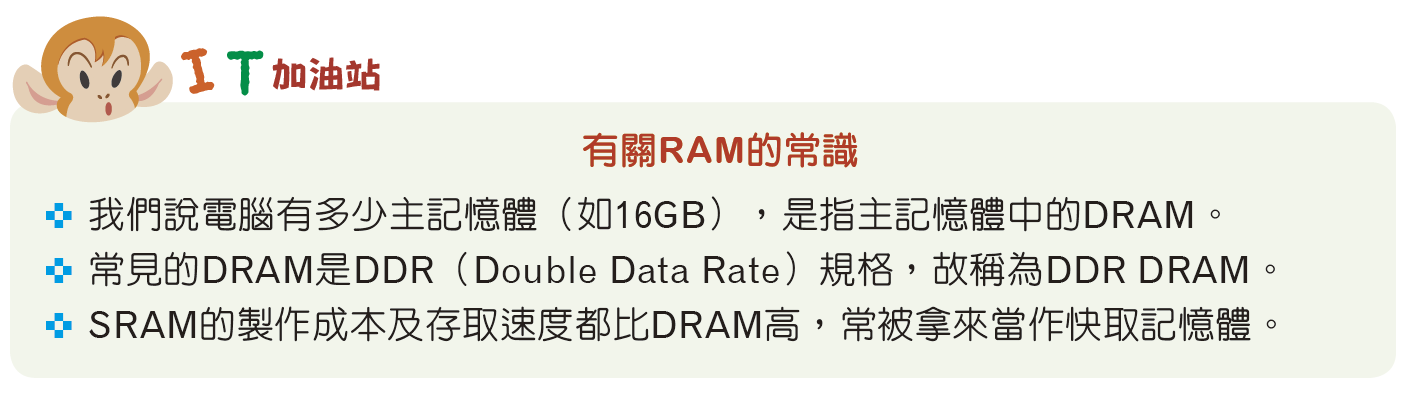 IT加油站
有關RAM的常識
我們說電腦有多少主記憶體（如16GB），是指主記憶體中的DRAM。
常見的DRAM是DDR（Double Data Rate）規格，故稱為DDR DRAM。
SRAM的製作成本及存取速度都比DRAM高，常被拿來當作快取記憶體。